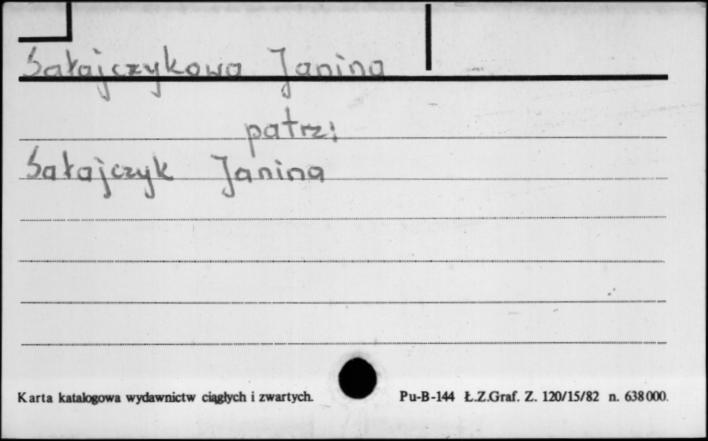 Sałajczykowa Janina
patrz:
Sałajczyk Janina
Karta katalogowa wydawnictw ciągłych i zwartych. Pu-B-144 Ł.Z.Graf. Z. 120/15/82 n. 638000.